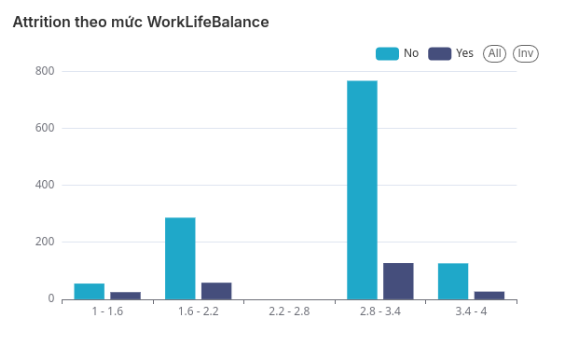 Attrition theo mức WorkLifeBalance
No Yes All Inv
800
600
400
200
0
1 - 1.6 1.6 - 2.2 2.2 - 2.8 2.8 - 3.4 3.4 - 4